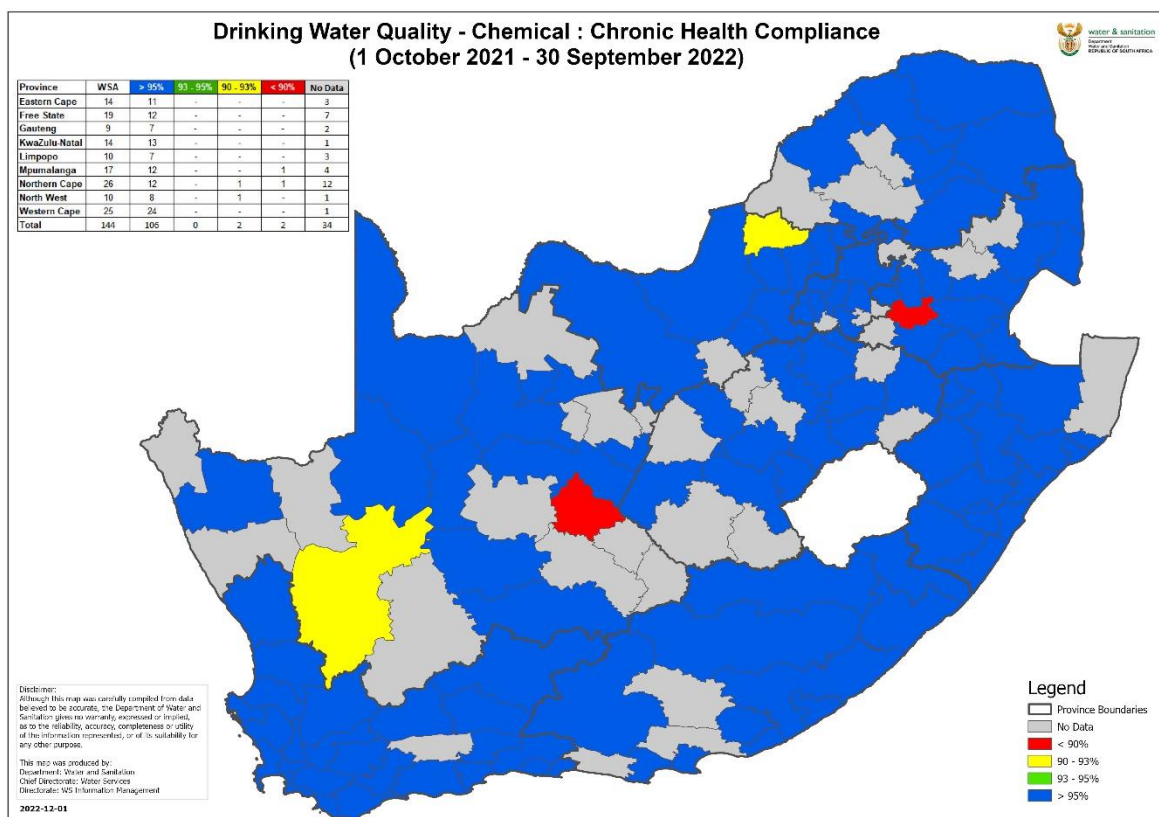 Drinking Water Quality - Chemical : Chronic Health Compliance
(1 October 2021 - 30 September 2022)
water & sanitation
Department:
Water and Sanitation
REPUBLIC OF SOUTH AFRICA
Province WSA > 95% 93 - 95% 90 - 93% < 90% No Data
Eastern Cape 14 11 - - - 3
Free State 19 12 - - - 7
Gauteng 9 7 - - - 2
KwaZulu-Natal 14 13 - - - 1
Limpopo 10 7 - - - 3
Mpumalanga 17 12 - - 1 4
Northern Cape 26 12 - 1 1 12
North West 10 8 - 1 - 1
Western Cape 25 24 - - - 1
Total 144 106 0 2 2 34
Disclaimer:
Although this map was carefully compiled from data
believed to be accurate, the Department of Water and
Sanitation gives no warranty, expressed or implied,
as to the reliability, accuracy, completeness or utility
of the information represented, or of its suitability for
any other purpose.
This map was produced by:
Department: Water and Sanitation
Chief Directorate: Water Services
Directorate: WS Information Management
2022-12-01
Legend
Province Boundaries
No Data
< 90%
90 - 93%
93 - 95%
> 95%